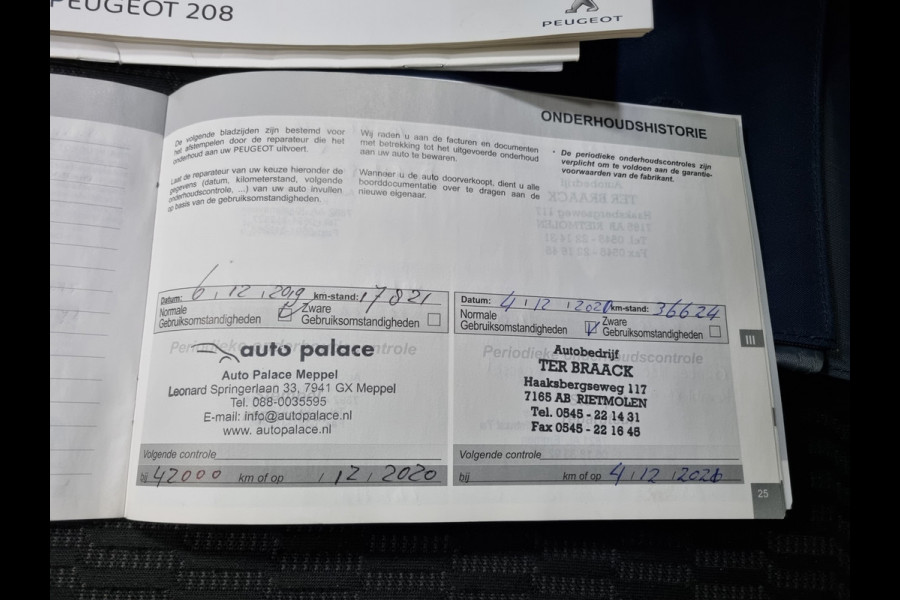 PEUGEOT 208
PEUGEOT
ONDERHOUDSHISTORIE
De volgende bladzijden zijn bestemd voor
het afstempelen door de reparateur die het
onderhoud aan uw PEUGEOT uitvoert.
Laat de reparateur van uw keuze hieronder de
gegevens (datum, kilometerstand, volgende
onderhoudscontrole, ...) van uw auto invullen
op basis van de gebruiksomstandigheden.
Wij raden u aan de facturen en documenten
met betrekking tot het uitgevoerde onderhoud
aan uw auto te bewaren.
Wanneer u de auto doorverkoopt, dient u alle
boorddocumentatie over te dragen aan de
nieuwe eigenaar.
• De periodieke onderhoudscontroles zijn
verplicht om te voldoen aan de garantie-
voorwaarden van de fabrikant.
Datum: 6, 12, 2019 km-stand: 17821
Normale
Gebruiksomstandigheden
Zware
Gebruiksomstandigheden
Periodieke onderhoudscontrole
auto palace
Auto Palace Meppel
Leonard Springerlaan 33, 7941 GX Meppel
Tel. 088-0035595
E-mail: info@autopalace.nl
www. autopalace.nl
Volgende controle
bij 42000 km of op , 12, 2020
Datum: 4, 12, 2020 km-stand: 36624
Normale
Gebruiksomstandigheden
Zware
Gebruiksomstandigheden
Periodieke onderhoudscontrole
Autobedrijf
TER BRAACK
Haaksbergseweg 117
7165 AB RIETMOLEN
Tel. 0545 - 22 14 31
Fax 0545 - 22 16 45
Volgende controle
bij km of op 4, 12, 2021
III
25